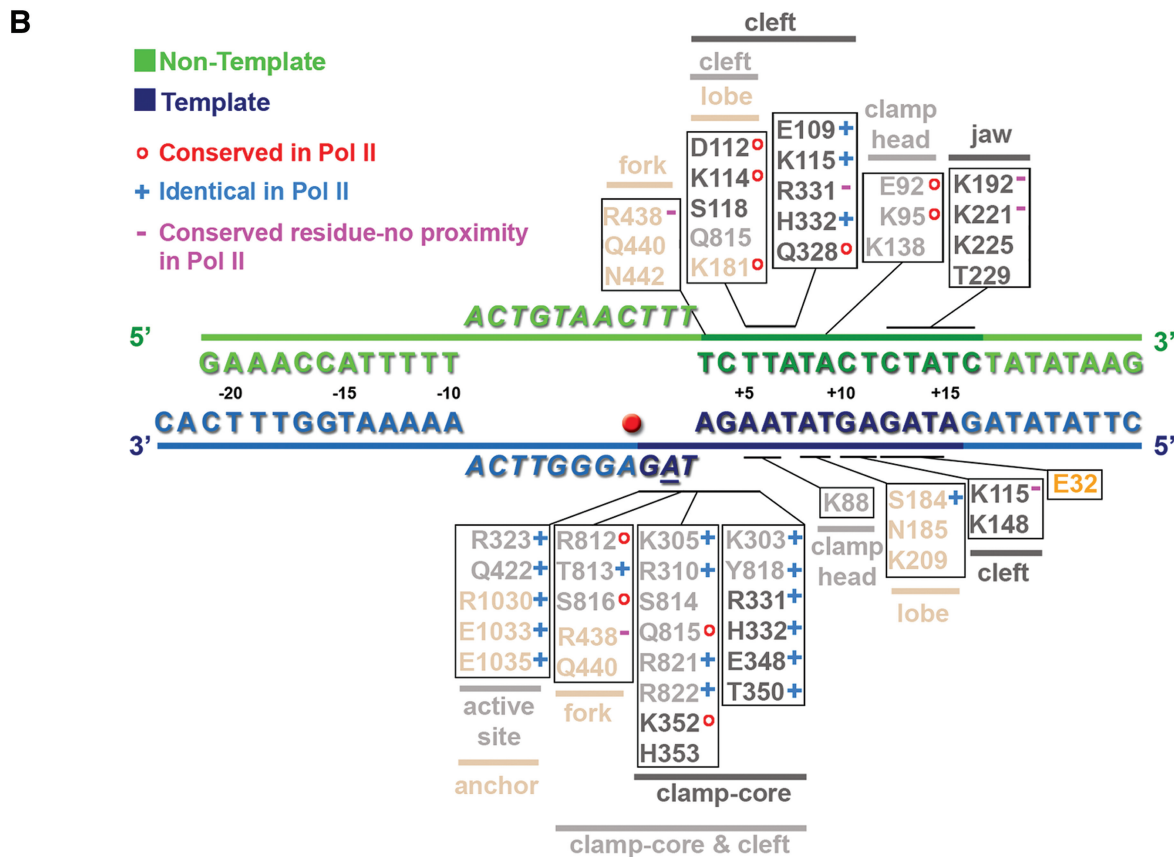 B
Non-Template
Template
o Conserved in Pol II
+ Identical in Pol II
- Conserved residue-no proximity
in Pol II
cleft
cleft
lobe
fork
clamp
head
jaw
R438 -
Q440
N442
D112 o
K114 o
S118
Q815
K181 o
E109 +
K115 +
R331 -
H332 +
Q328 o
E92 o
K95 o
K138
K192 -
K221 -
K225
T229
ACTGTAACTTT
5’ 3’
GAAACCATTTTT TCTTATACTCTATCTATATAAG
-20 -15 -10 +5 +10 +15
CACTTTGGTAAAAA AGAATATGAGATAGATATATTC
3’ 5’
ACTTGGGAGAT
R323 +
Q422 +
R1030 +
E1033 +
E1035 +
active
site
anchor
R812 o
T813 +
S816 o
R438 -
Q440
fork
K305 +
R310 +
S814
Q815 o
R821 +
R822 +
K352 o
H353
K303 +
Y818 +
R331 +
H332 +
E348 +
T350 +
clamp-core
clamp-core & cleft
K88
clamp
head
S184 +
N185
K209
lobe
K115 -
K148
cleft
E32